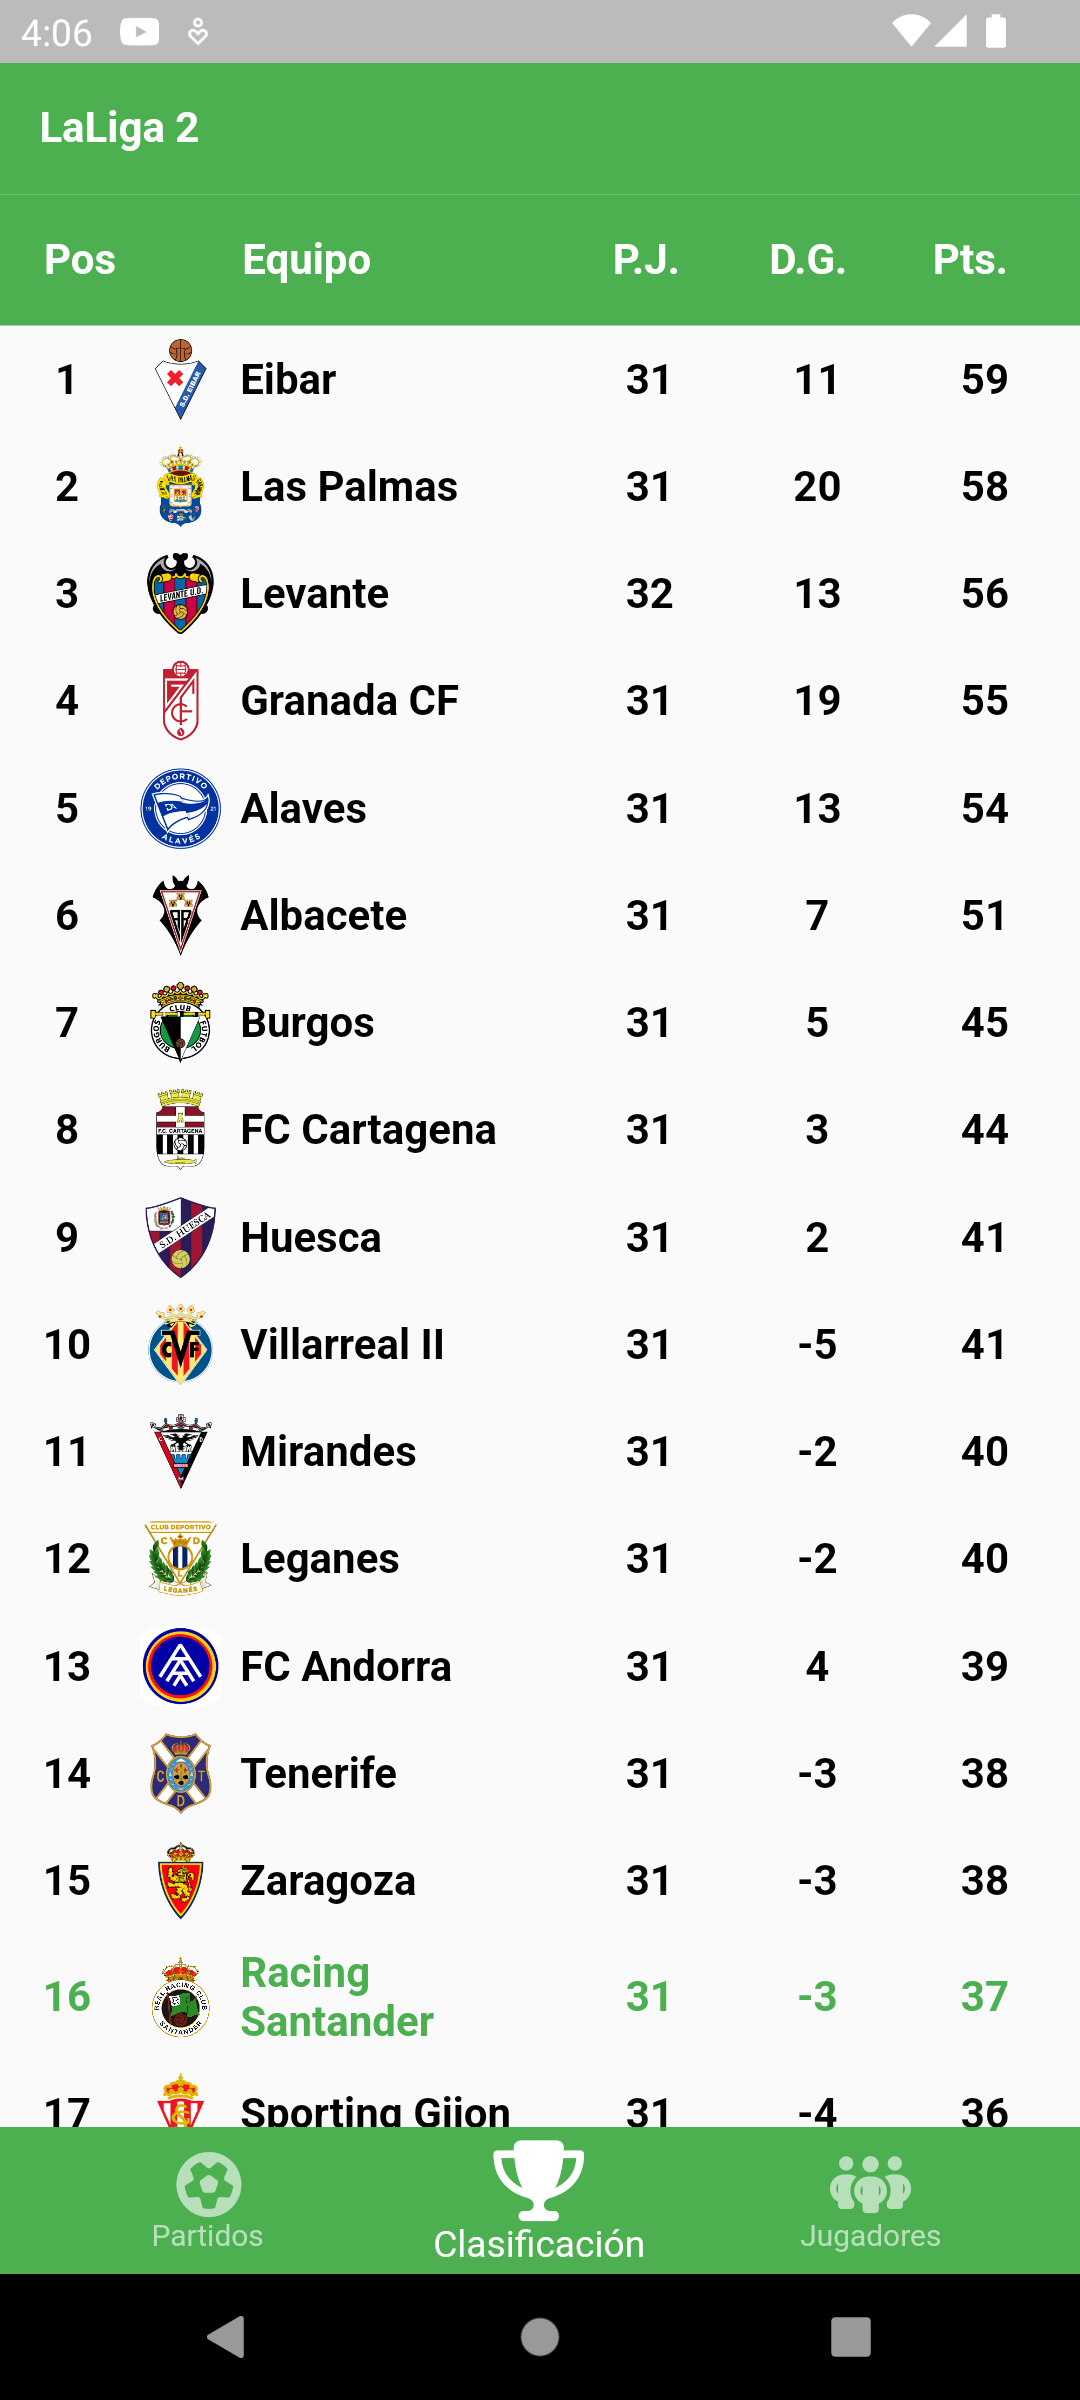 4:06
LaLiga 2
Pos Equipo P.J. D.G. Pts.
1 Eibar 31 11 59
2 Las Palmas 31 20 58
3 Levante 32 13 56
4 Granada CF 31 19 55
5 Alaves 31 13 54
6 Albacete 31 7 51
7 Burgos 31 5 45
8 FC Cartagena 31 3 44
9 Huesca 31 2 41
10 Villarreal II 31 -5 41
11 Mirandes 31 -2 40
12 Leganes 31 -2 40
13 FC Andorra 31 4 39
14 Tenerife 31 -3 38
15 Zaragoza 31 -3 38
16 Racing Santander 31 -3 37
17 Sporting Gijon 31 -4 36
Partidos Clasificación Jugadores